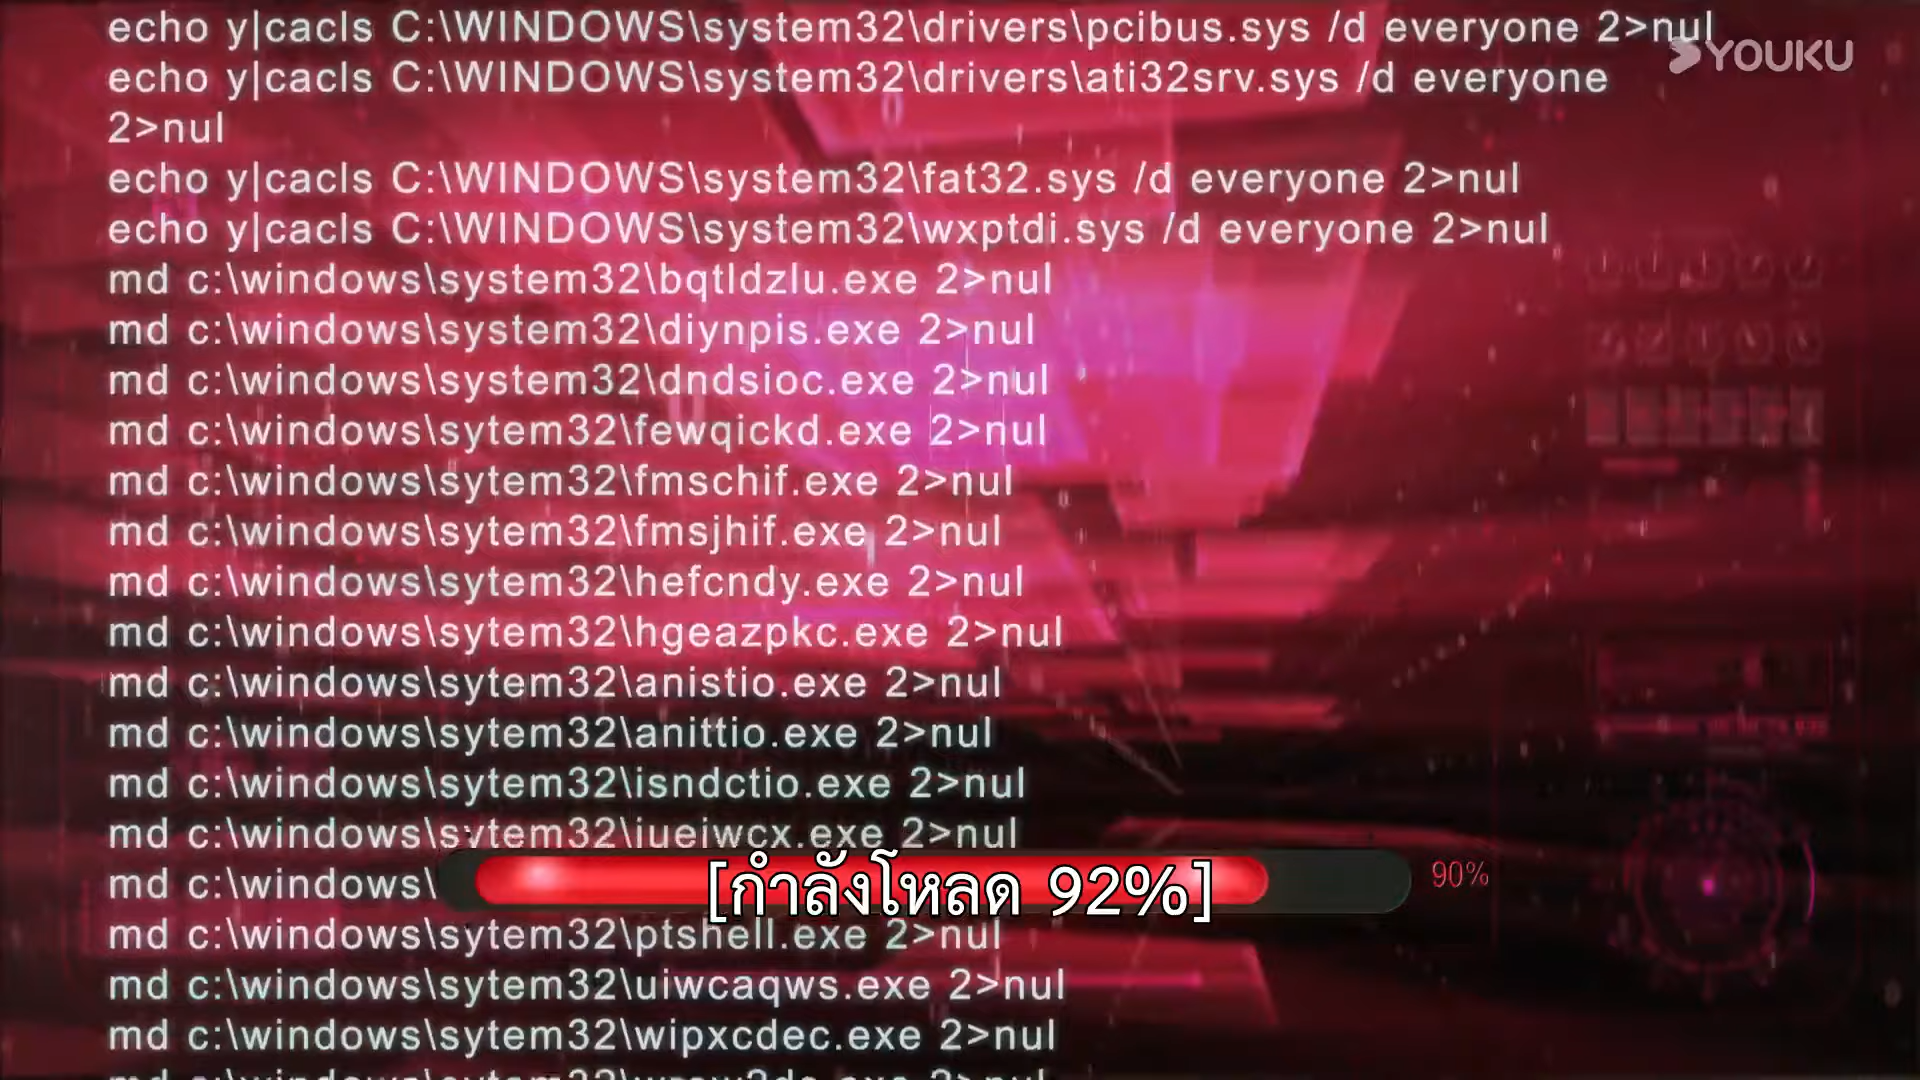 echo y|cacls C:\WINDOWS\system32\drivers\pcibus.sys /d everyone 2>nul
YOUKU
echo y|cacls C:\WINDOWS\system32\drivers\ati32srv.sys /d everyone
2>nul
echo y|cacls C:\WINDOWS\system32\fat32.sys /d everyone 2>nul
echo y|cacls C:\WINDOWS\system32\wxptdi.sys /d everyone 2>nul
md c:\windows\system32\bqtldzlu.exe 2>nul
md c:\windows\system32\diynpis.exe 2>nul
md c:\windows\system32\dndsioc.exe 2>nul
md c:\windows\sytem32\fewqickd.exe 2>nul
md c:\windows\sytem32\fmschif.exe 2>nul
md c:\windows\sytem32\fmsjhif.exe 2>nul
md c:\windows\sytem32\hefcndy.exe 2>nul
md c:\windows\sytem32\hgeazpkc.exe 2>nul
md c:\windows\sytem32\anistio.exe 2>nul
md c:\windows\sytem32\anittio.exe 2>nul
md c:\windows\sytem32\isndctio.exe 2>nul
md c:\windows\sytem32\iueiwcx.exe 2>nul
md c:\windows\
[กำลังโหลด 92%]
90%
md c:\windows\sytem32\ptshell.exe 2>nul
md c:\windows\sytem32\uiwcaqws.exe 2>nul
md c:\windows\sytem32\wipxcdec.exe 2>nul